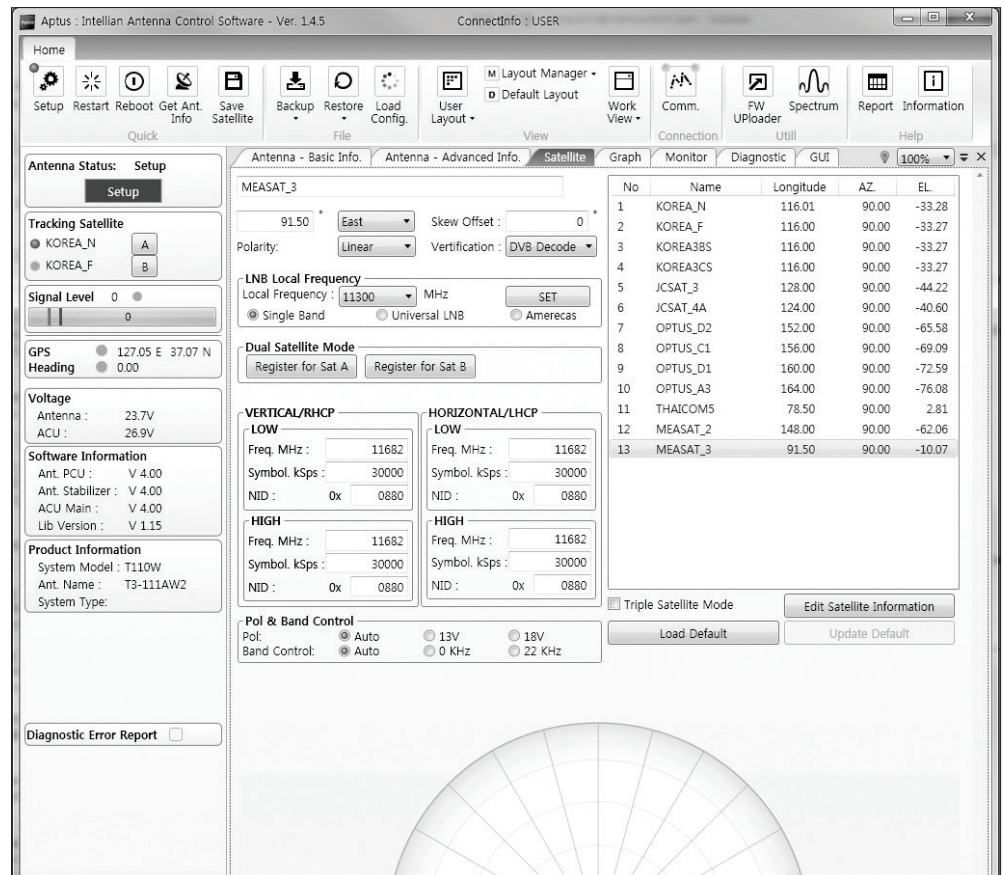 Aptus : Intellian Antenna Control Software - Ver. 1.4.5 ConnectInfo : USER
Home
Setup Restart Reboot Get Ant. Info Save Satellite
Quick
Backup Restore Load Config.
File
User Layout
M Layout Manager
D Default Layout
Work View
View
Comm.
Connection
FW UPloader Spectrum
Utill
Report Information
Help
Antenna Status: Setup
Setup
Tracking Satellite
KOREA_N A
KOREA_F B
Signal Level 0
0
GPS 127.05 E 37.07 N
Heading 0.00
Voltage
Antenna : 23.7V
ACU : 26.9V
Software Information
Ant. PCU : V 4.00
Ant. Stabilizer : V 4.00
ACU Main : V 4.00
Lib Version : V 1.15
Product Information
System Model : T110W
Ant. Name : T3-111AW2
System Type:
Diagnostic Error Report
Antenna - Basic Info. Antenna - Advanced Info. Satellite Graph Monitor Diagnostic GUI 100%
MEASAT_3
91.50 ° East Skew Offset : 0 °
Polarity: Linear Vertification : DVB Decode
LNB Local Frequency
Local Frequency : 11300 MHz SET
Single Band Universal LNB Amerecas
Dual Satellite Mode
Register for Sat A Register for Sat B
VERTICAL/RHCP
LOW
Freq. MHz : 11682
Symbol. kSps : 30000
NID : 0x 0880
HIGH
Freq. MHz : 11682
Symbol. kSps : 30000
NID : 0x 0880
HORIZONTAL/LHCP
LOW
Freq. MHz : 11682
Symbol. kSps : 30000
NID : 0x 0880
HIGH
Freq. MHz : 11682
Symbol. kSps : 30000
NID : 0x 0880
Pol & Band Control
Pol: Auto 13V 18V
Band Control: Auto 0 KHz 22 KHz
No Name Longitude AZ. EL.
1 KOREA_N 116.01 90.00 -33.28
2 KOREA_F 116.00 90.00 -33.27
3 KOREA3BS 116.00 90.00 -33.27
4 KOREA3CS 116.00 90.00 -33.27
5 JCSAT_3 128.00 90.00 -44.22
6 JCSAT_4A 124.00 90.00 -40.60
7 OPTUS_D2 152.00 90.00 -65.58
8 OPTUS_C1 156.00 90.00 -69.09
9 OPTUS_D1 160.00 90.00 -72.59
10 OPTUS_A3 164.00 90.00 -76.08
11 THAICOM5 78.50 90.00 2.81
12 MEASAT_2 148.00 90.00 -62.06
13 MEASAT_3 91.50 90.00 -10.07
Triple Satellite Mode Edit Satellite Information
Load Default Update Default